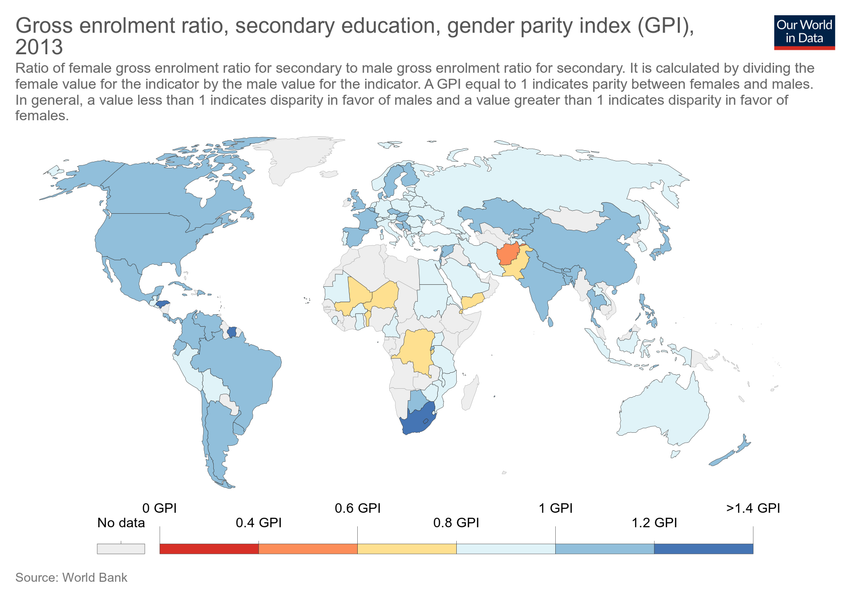 Gross enrolment ratio, secondary education, gender parity index (GPI),
2013
Our World
in Data
Ratio of female gross enrolment ratio for secondary to male gross enrolment ratio for secondary. It is calculated by dividing the
female value for the indicator by the male value for the indicator. A GPI equal to 1 indicates parity between females and males.
In general, a value less than 1 indicates disparity in favor of males and a value greater than 1 indicates disparity in favor of
females.
0 GPI
0.6 GPI
1 GPI
>1.4 GPI
No data
0.4 GPI
0.8 GPI
1.2 GPI
Source: World Bank